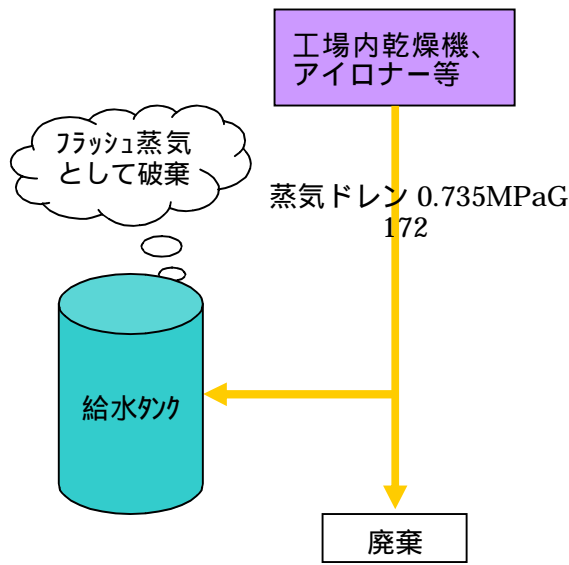 工場内乾燥機、
アイロナー等
ﾌﾗｯｼｭ蒸気
として破棄
蒸気ドレン 0.735MPaG
172
給水ﾀﾝｸ
廃棄